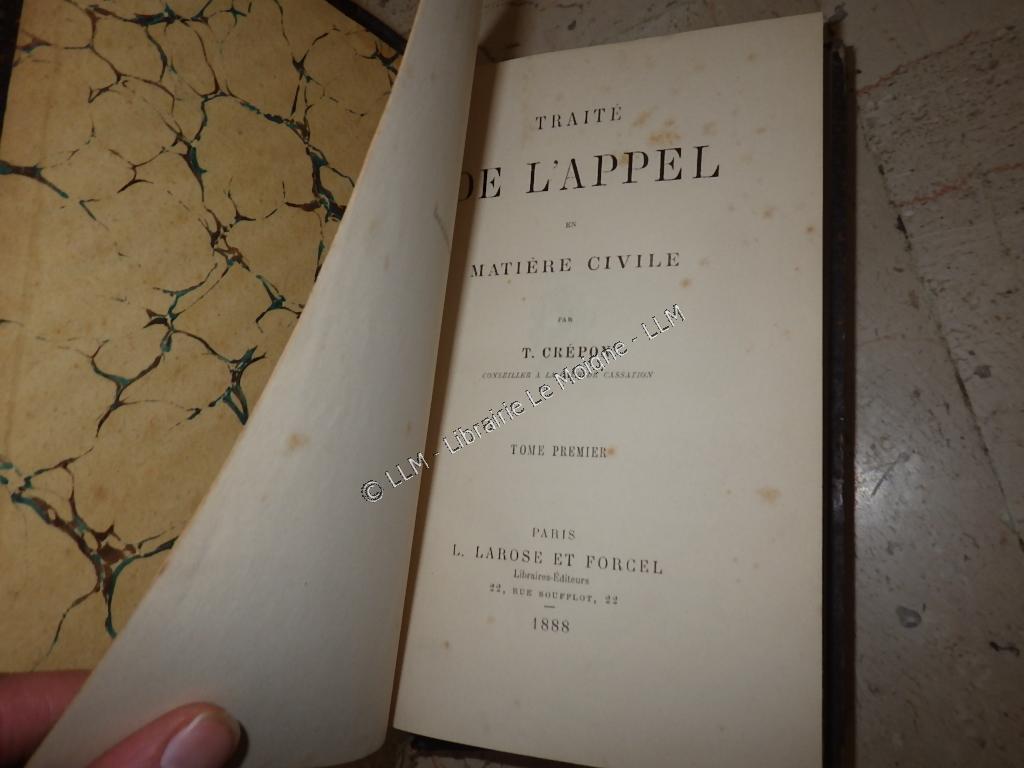 TRAITÉ
DE L'APPEL
EN
MATIÈRE CIVILE
PAR
T. CRÉPON
CONSEILLER A LA COUR DE CASSATION
TOME PREMIER
PARIS
L. LAROSE ET FORCEL
Libraires-Éditeurs
22, RUE SOUFFLOT, 22
1888
© LLM - Librairie Le Moigne - LLM